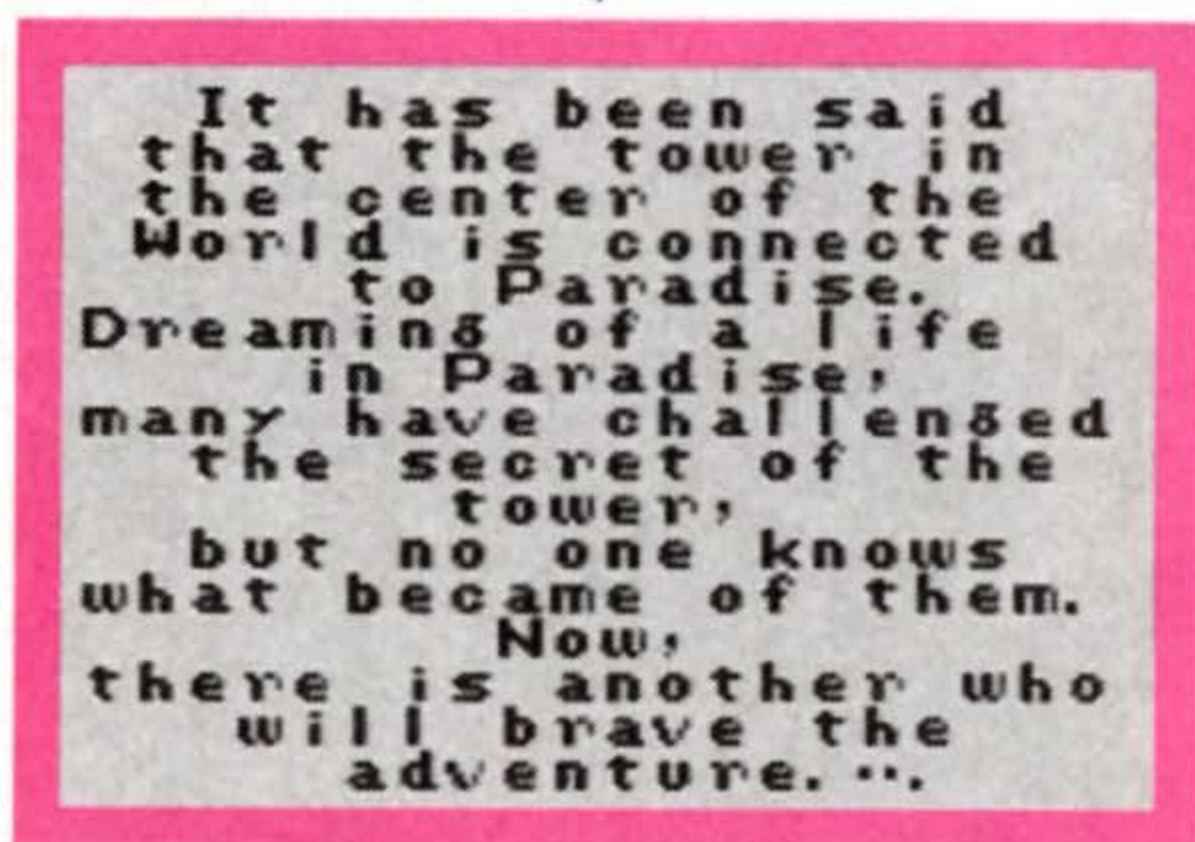 It has been said
that the tower in
the center of the
World is connected
to Paradise.
Dreaming of a life
in Paradise,
many have challenged
the secret of the
tower,
but no one knows
what became of them.
Now,
there is another who
will brave the
adventure. ...